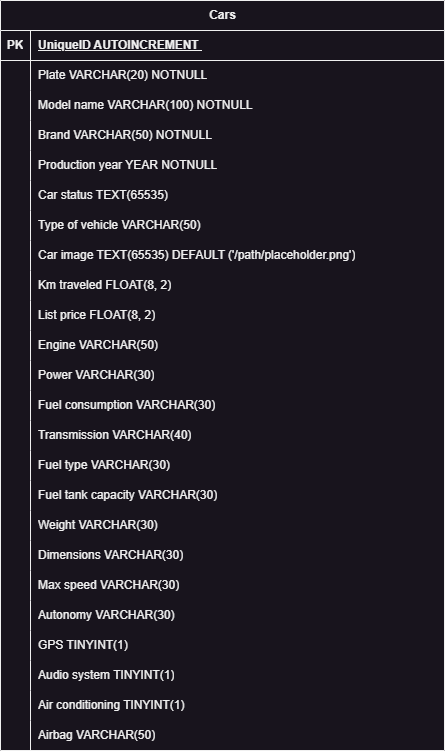 Cars
PK UniqueID AUTOINCREMENT
Plate VARCHAR(20) NOTNULL
Model name VARCHAR(100) NOTNULL
Brand VARCHAR(50) NOTNULL
Production year YEAR NOTNULL
Car status TEXT(65535)
Type of vehicle VARCHAR(50)
Car image TEXT(65535) DEFAULT ('/path/placeholder.png')
Km traveled FLOAT(8, 2)
List price FLOAT(8, 2)
Engine VARCHAR(50)
Power VARCHAR(30)
Fuel consumption VARCHAR(30)
Transmission VARCHAR(40)
Fuel type VARCHAR(30)
Fuel tank capacity VARCHAR(30)
Weight VARCHAR(30)
Dimensions VARCHAR(30)
Max speed VARCHAR(30)
Autonomy VARCHAR(30)
GPS TINYINT(1)
Audio system TINYINT(1)
Air conditioning TINYINT(1)
Airbag VARCHAR(50)